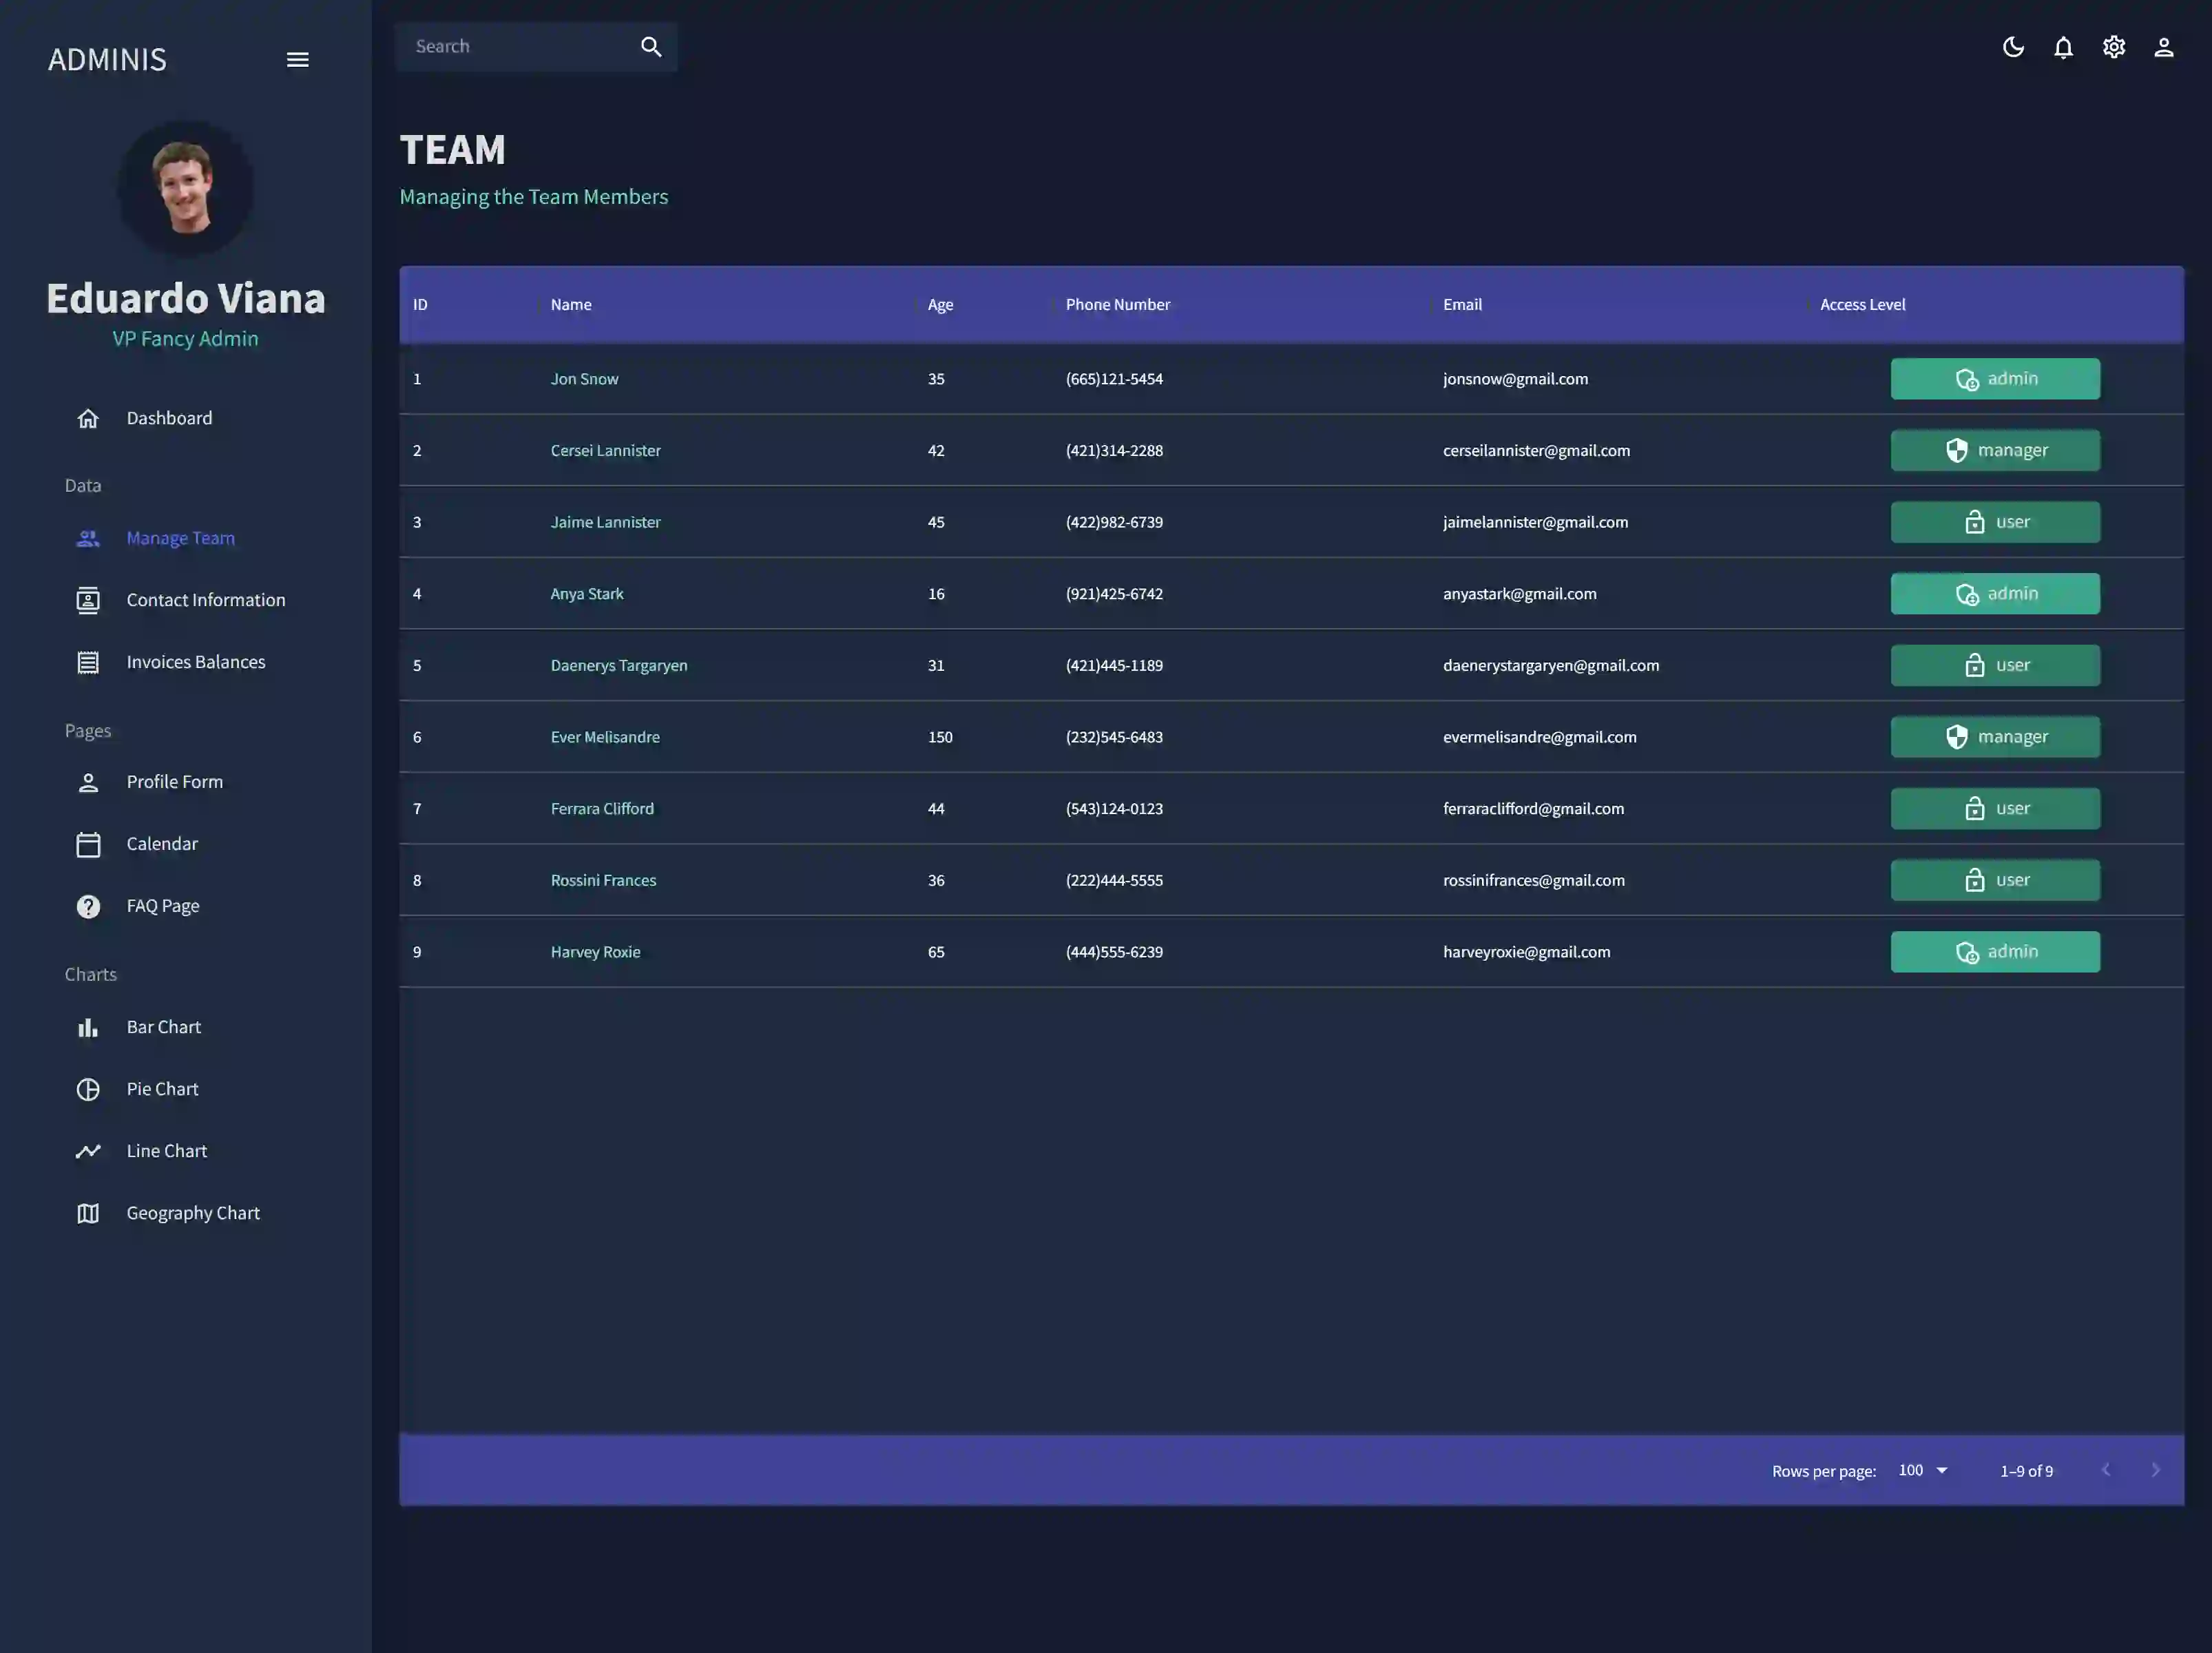 ADMINIS
Search
Eduardo Viana
VP Fancy Admin
Dashboard
Data
Manage Team
Contact Information
Invoices Balances
Pages
Profile Form
Calendar
FAQ Page
Charts
Bar Chart
Pie Chart
Line Chart
Geography Chart
TEAM
Managing the Team Members
ID Name Age Phone Number Email Access Level
1 Jon Snow 35 (665)121-5454 jonsnow@gmail.com admin
2 Cersei Lannister 42 (421)314-2288 cerseilannister@gmail.com manager
3 Jaime Lannister 45 (422)982-6739 jaimelannister@gmail.com user
4 Anya Stark 16 (921)425-6742 anyastark@gmail.com admin
5 Daenerys Targaryen 31 (421)445-1189 daenerystargaryen@gmail.com user
6 Ever Melisandre 150 (232)545-6483 evermelisandre@gmail.com manager
7 Ferrara Clifford 44 (543)124-0123 ferraraclifford@gmail.com user
8 Rossini Frances 36 (222)444-5555 rossinifrances@gmail.com user
9 Harvey Roxie 65 (444)555-6239 harveyroxie@gmail.com admin
Rows per page: 100 1–9 of 9